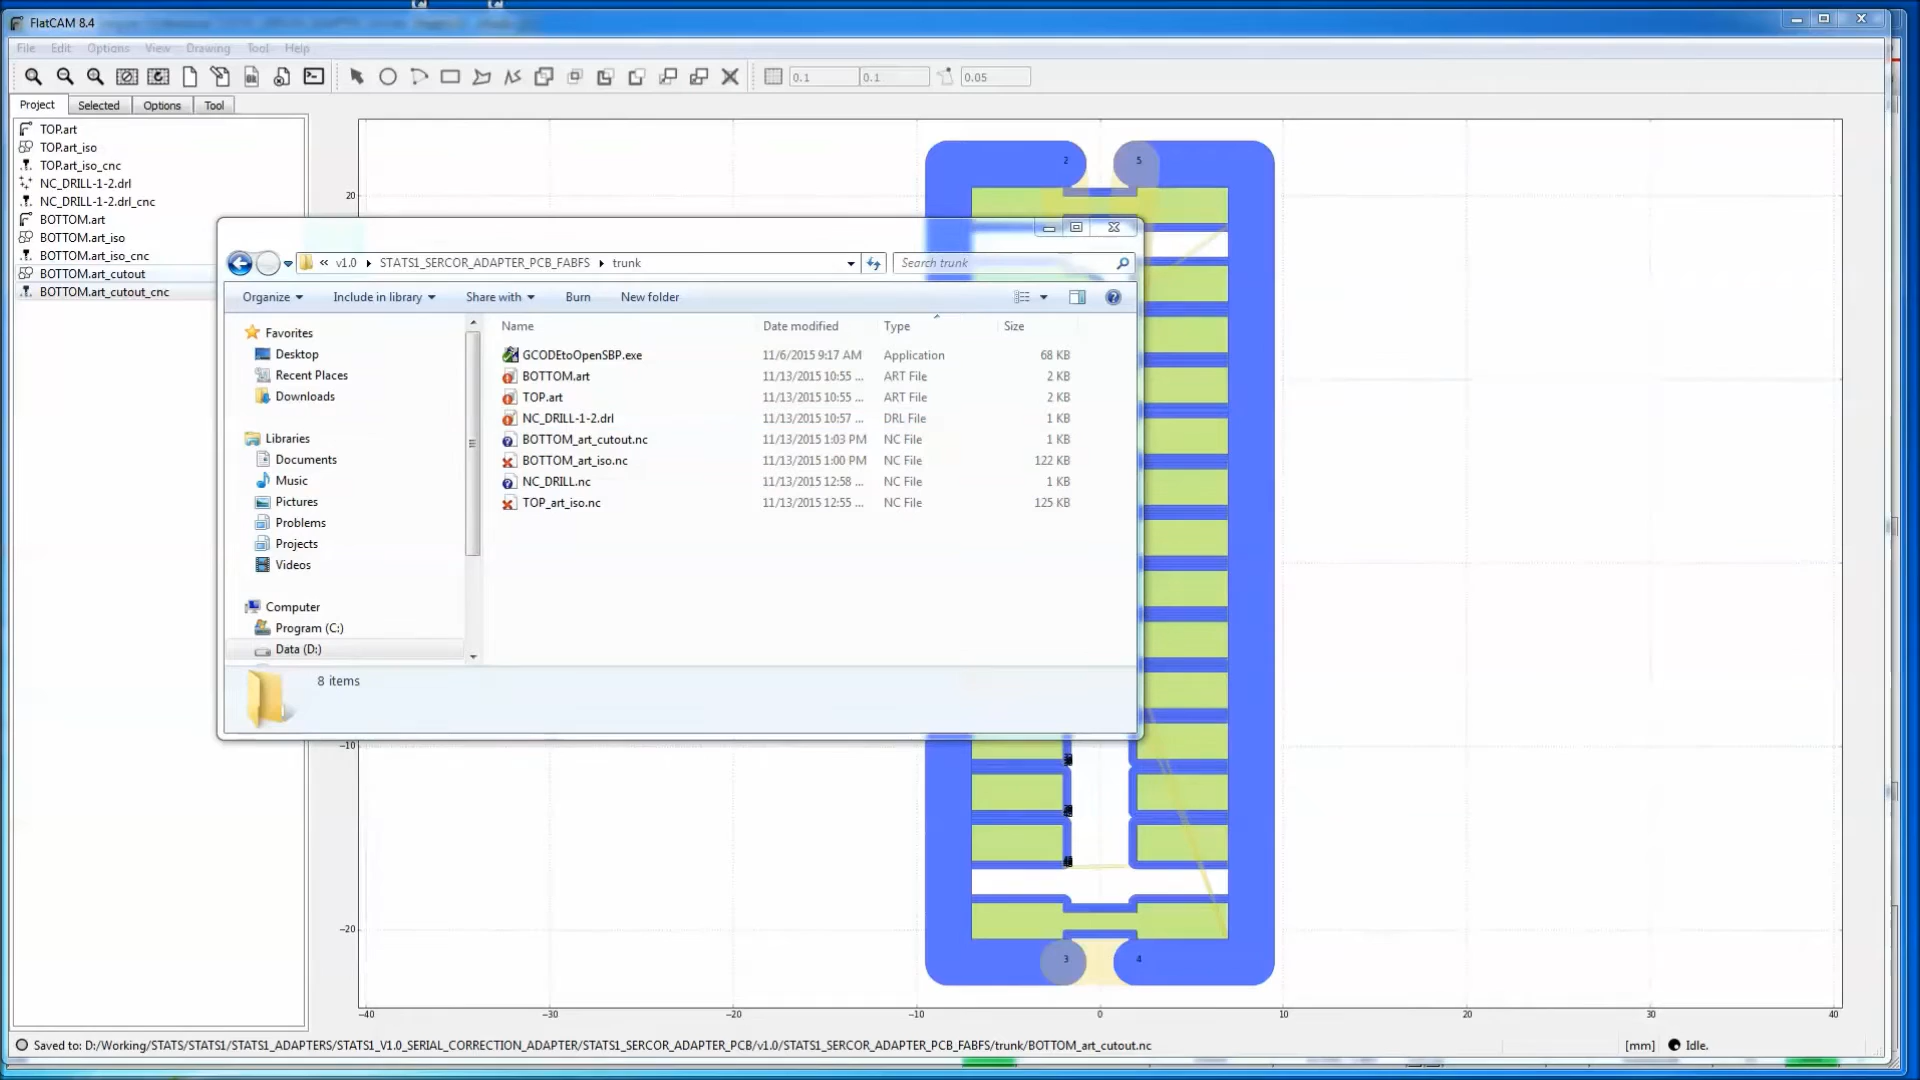 FlatCAM 8.4
File Edit Options View Drawing Tool Help
0.1 0.1 0.05
Project Selected Options Tool
TOP.art
TOP.art_iso
TOP.art_iso_cnc
NC_DRILL-1-2.drl
NC_DRILL-1-2.drl_cnc
BOTTOM.art
BOTTOM.art_iso
BOTTOM.art_iso_cnc
BOTTOM.art_cutout
BOTTOM.art_cutout_cnc
2 5
20
« v1.0 STATS1_SERCOR_ADAPTER_PCB_FABFS trunk Search trunk
Organize Include in library Share with Burn New folder
Favorites
Desktop
Recent Places
Downloads
Libraries
Documents
Music
Pictures
Problems
Projects
Videos
Computer
Program (C:)
Data (D:)
Name Date modified Type Size
GCODEtoOpenSBP.exe 11/6/2015 9:17 AM Application 68 KB
BOTTOM.art 11/13/2015 10:55 ... ART File 2 KB
TOP.art 11/13/2015 10:55 ... ART File 2 KB
NC_DRILL-1-2.drl 11/13/2015 10:57 ... DRL File 1 KB
BOTTOM_art_cutout.nc 11/13/2015 1:03 PM NC File 1 KB
BOTTOM_art_iso.nc 11/13/2015 1:00 PM NC File 122 KB
NC_DRILL.nc 11/13/2015 12:58 ... NC File 1 KB
TOP_art_iso.nc 11/13/2015 12:55 ... NC File 125 KB
8 items
−10
−20
3 4
−40 −30 −20 −10 0 10 20 30 40
Saved to: D:/Working/STATS/STATS1/STATS1_ADAPTERS/STATS1_V1.0_SERIAL_CORRECTION_ADAPTER/STATS1_SERCOR_ADAPTER_PCB/v1.0/STATS1_SERCOR_ADAPTER_PCB_FABFS/trunk/BOTTOM_art_cutout.nc [mm] Idle.